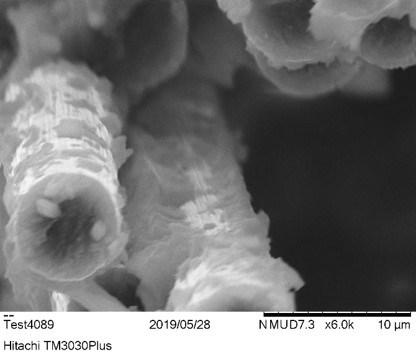 Test4089 2019/05/28 NMUD7.3 x6.0k 10 µm
Hitachi TM3030Plus